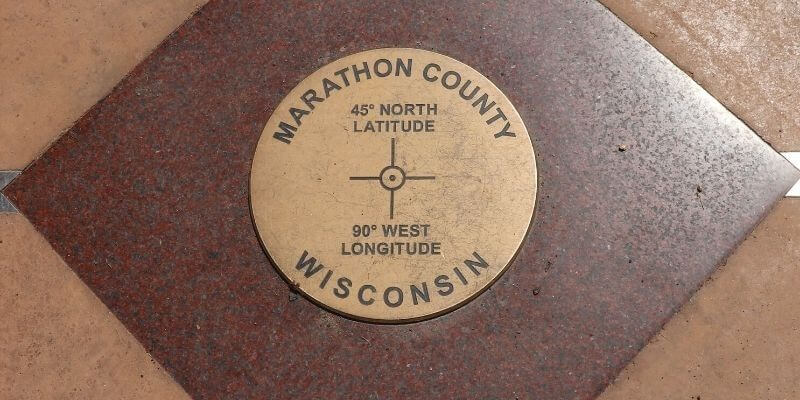 MARATHON COUNTY
45° NORTH
LATITUDE
90° WEST
LONGITUDE
WISCONSIN